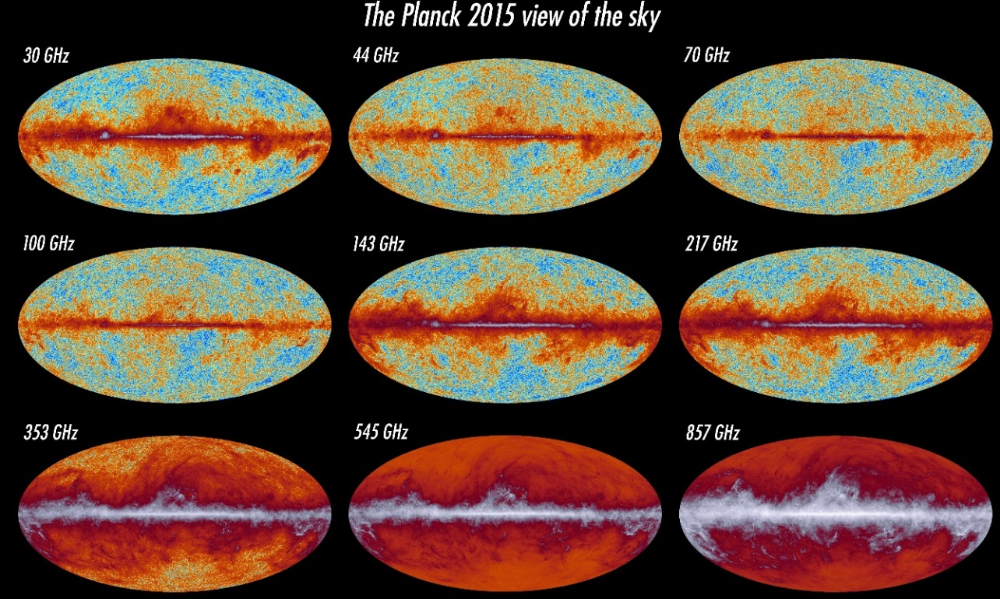 The Planck 2015 view of the sky
30 GHz
44 GHz
70 GHz
100 GHz
143 GHz
217 GHz
353 GHz
545 GHz
857 GHz